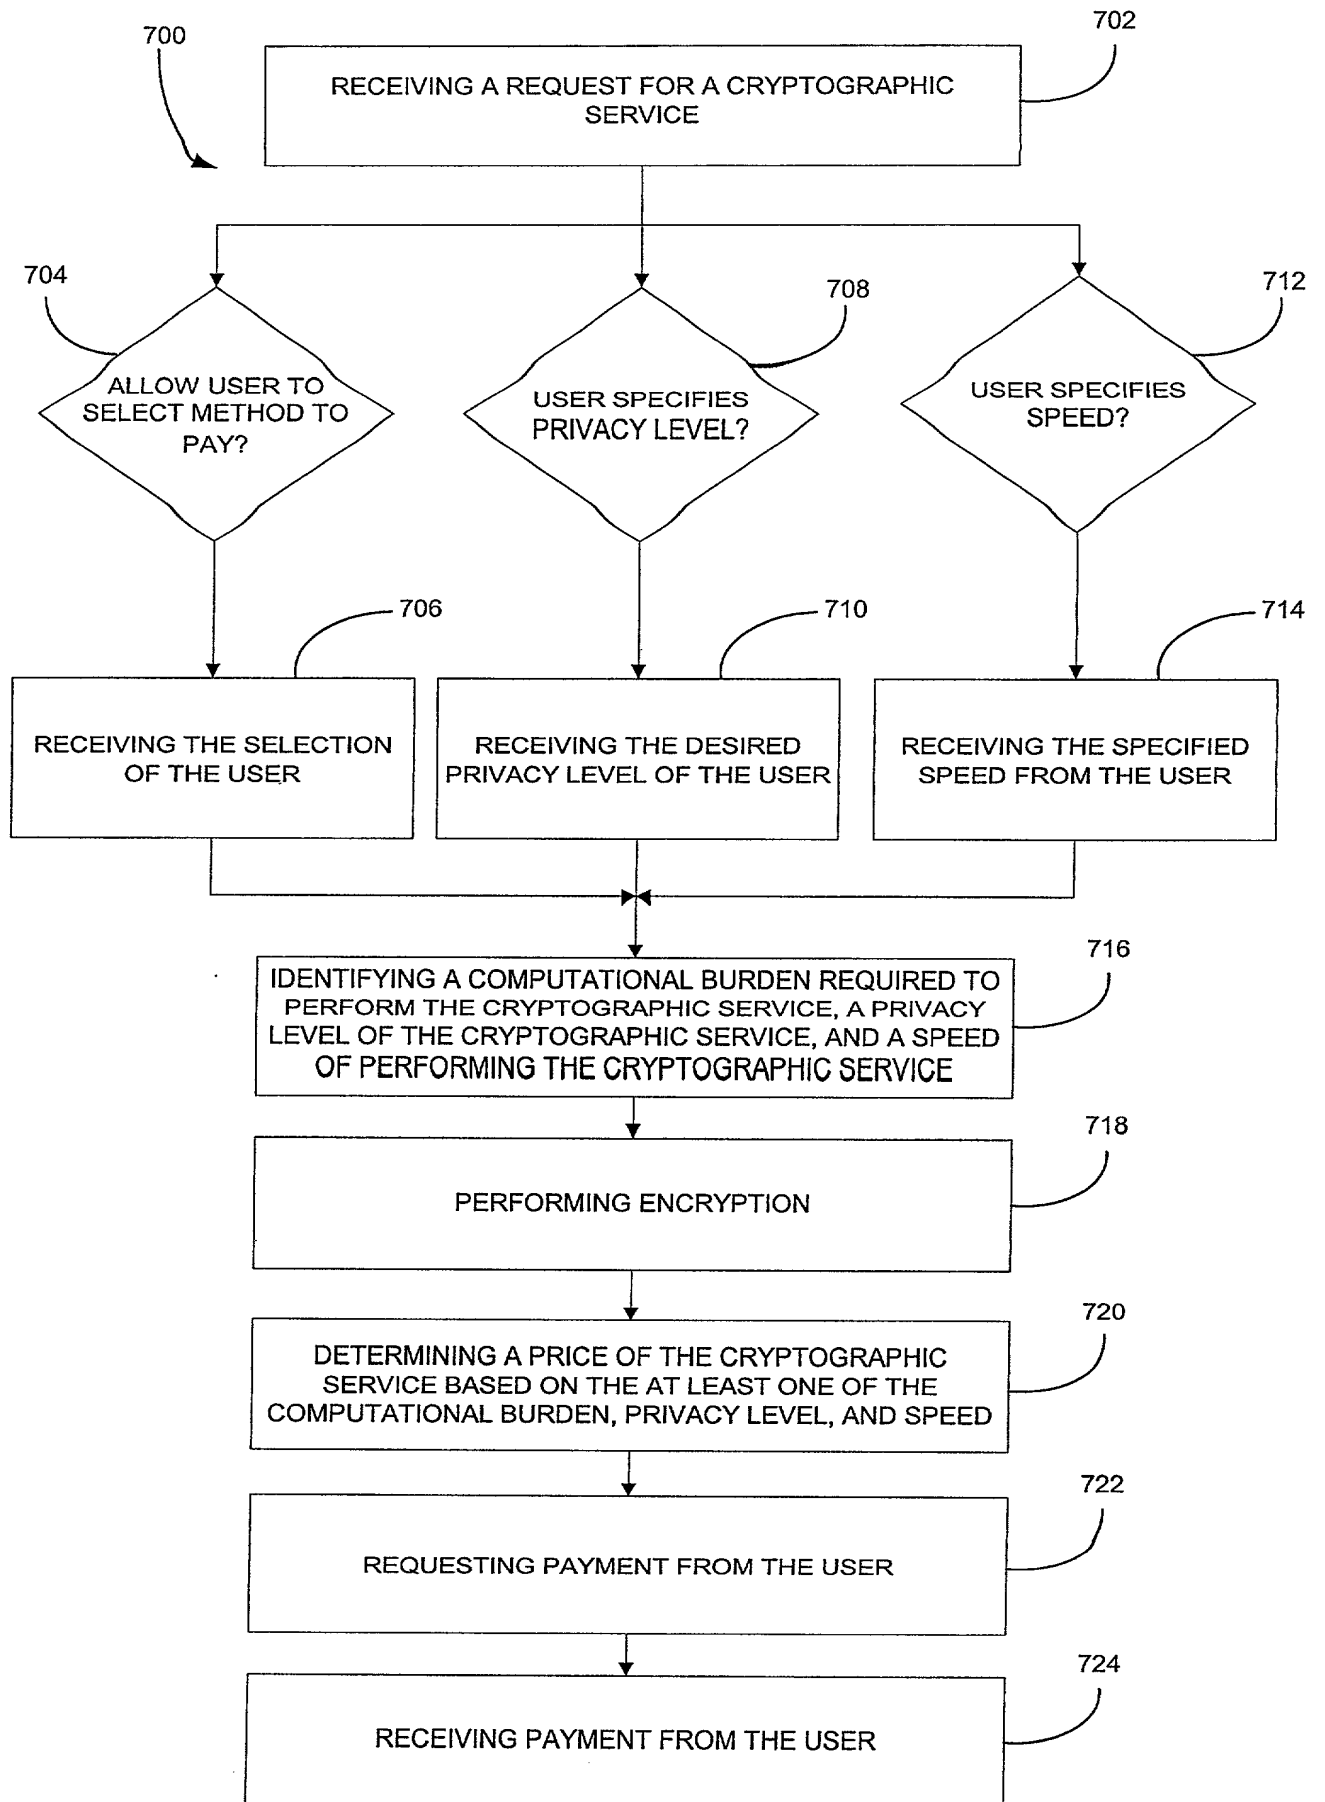 700
702
RECEIVING A REQUEST FOR A CRYPTOGRAPHIC
SERVICE
704
708
712
ALLOW USER TO
SELECT METHOD TO
PAY?
USER SPECIFIES
PRIVACY LEVEL?
USER SPECIFIES
SPEED?
706
710
714
RECEIVING THE SELECTION
OF THE USER
RECEIVING THE DESIRED
PRIVACY LEVEL OF THE USER
RECEIVING THE SPECIFIED
SPEED FROM THE USER
716
IDENTIFYING A COMPUTATIONAL BURDEN REQUIRED TO
PERFORM THE CRYPTOGRAPHIC SERVICE, A PRIVACY
LEVEL OF THE CRYPTOGRAPHIC SERVICE, AND A SPEED
OF PERFORMING THE CRYPTOGRAPHIC SERVICE
718
PERFORMING ENCRYPTION
720
DETERMINING A PRICE OF THE CRYPTOGRAPHIC
SERVICE BASED ON THE AT LEAST ONE OF THE
COMPUTATIONAL BURDEN, PRIVACY LEVEL, AND SPEED
722
REQUESTING PAYMENT FROM THE USER
724
RECEIVING PAYMENT FROM THE USER